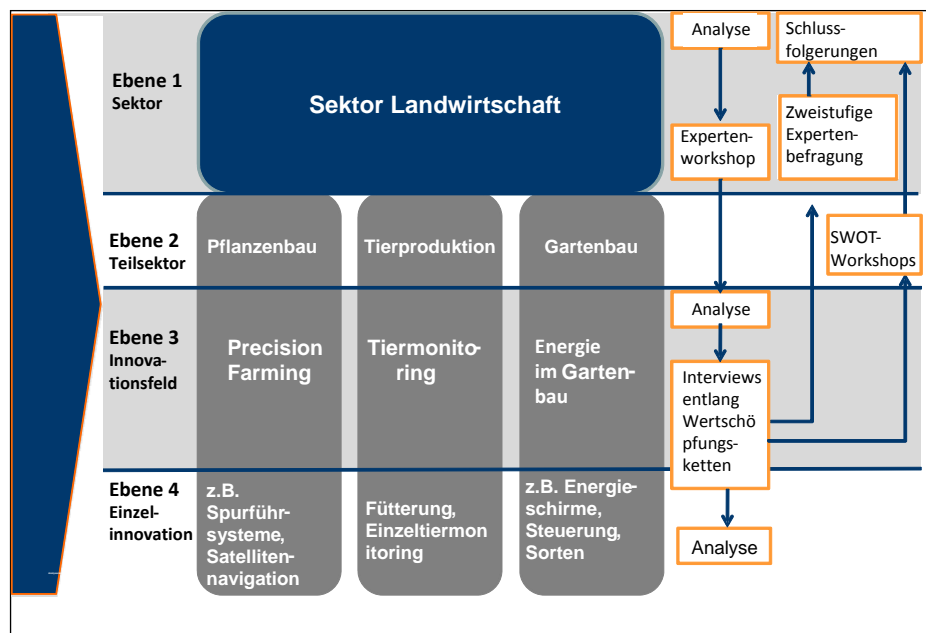 Ebene 1
Sektor
Sektor Landwirtschaft
Analyse
Experten-
workshop
Schluss-
folgerungen
Zweistufige
Experten-
befragung
Ebene 2
Teilsektor
Pflanzenbau
Tierproduktion
Gartenbau
SWOT-
Workshops
Ebene 3
Innova-
tionsfeld
Precision
Farming
Tiermonito-
ring
Energie
im Garten-
bau
Analyse
Interviews
entlang
Wertschö
pfungs-
ketten
Ebene 4
Einzel-
innovation
z.B.
Spurführ-
systeme,
Satelliten-
navigation
Fütterung,
Einzeltiermon
itoring
z.B. Energie-
schirme,
Steuerung,
Sorten
Analyse